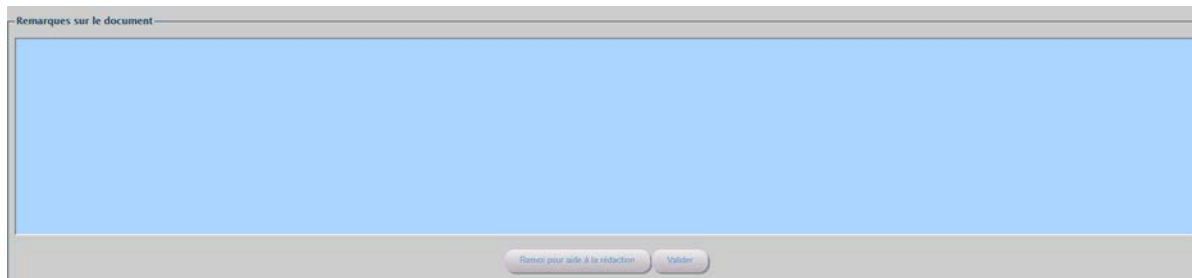 Remarques sur le document
Renvoi pour aide à la rédaction Valider